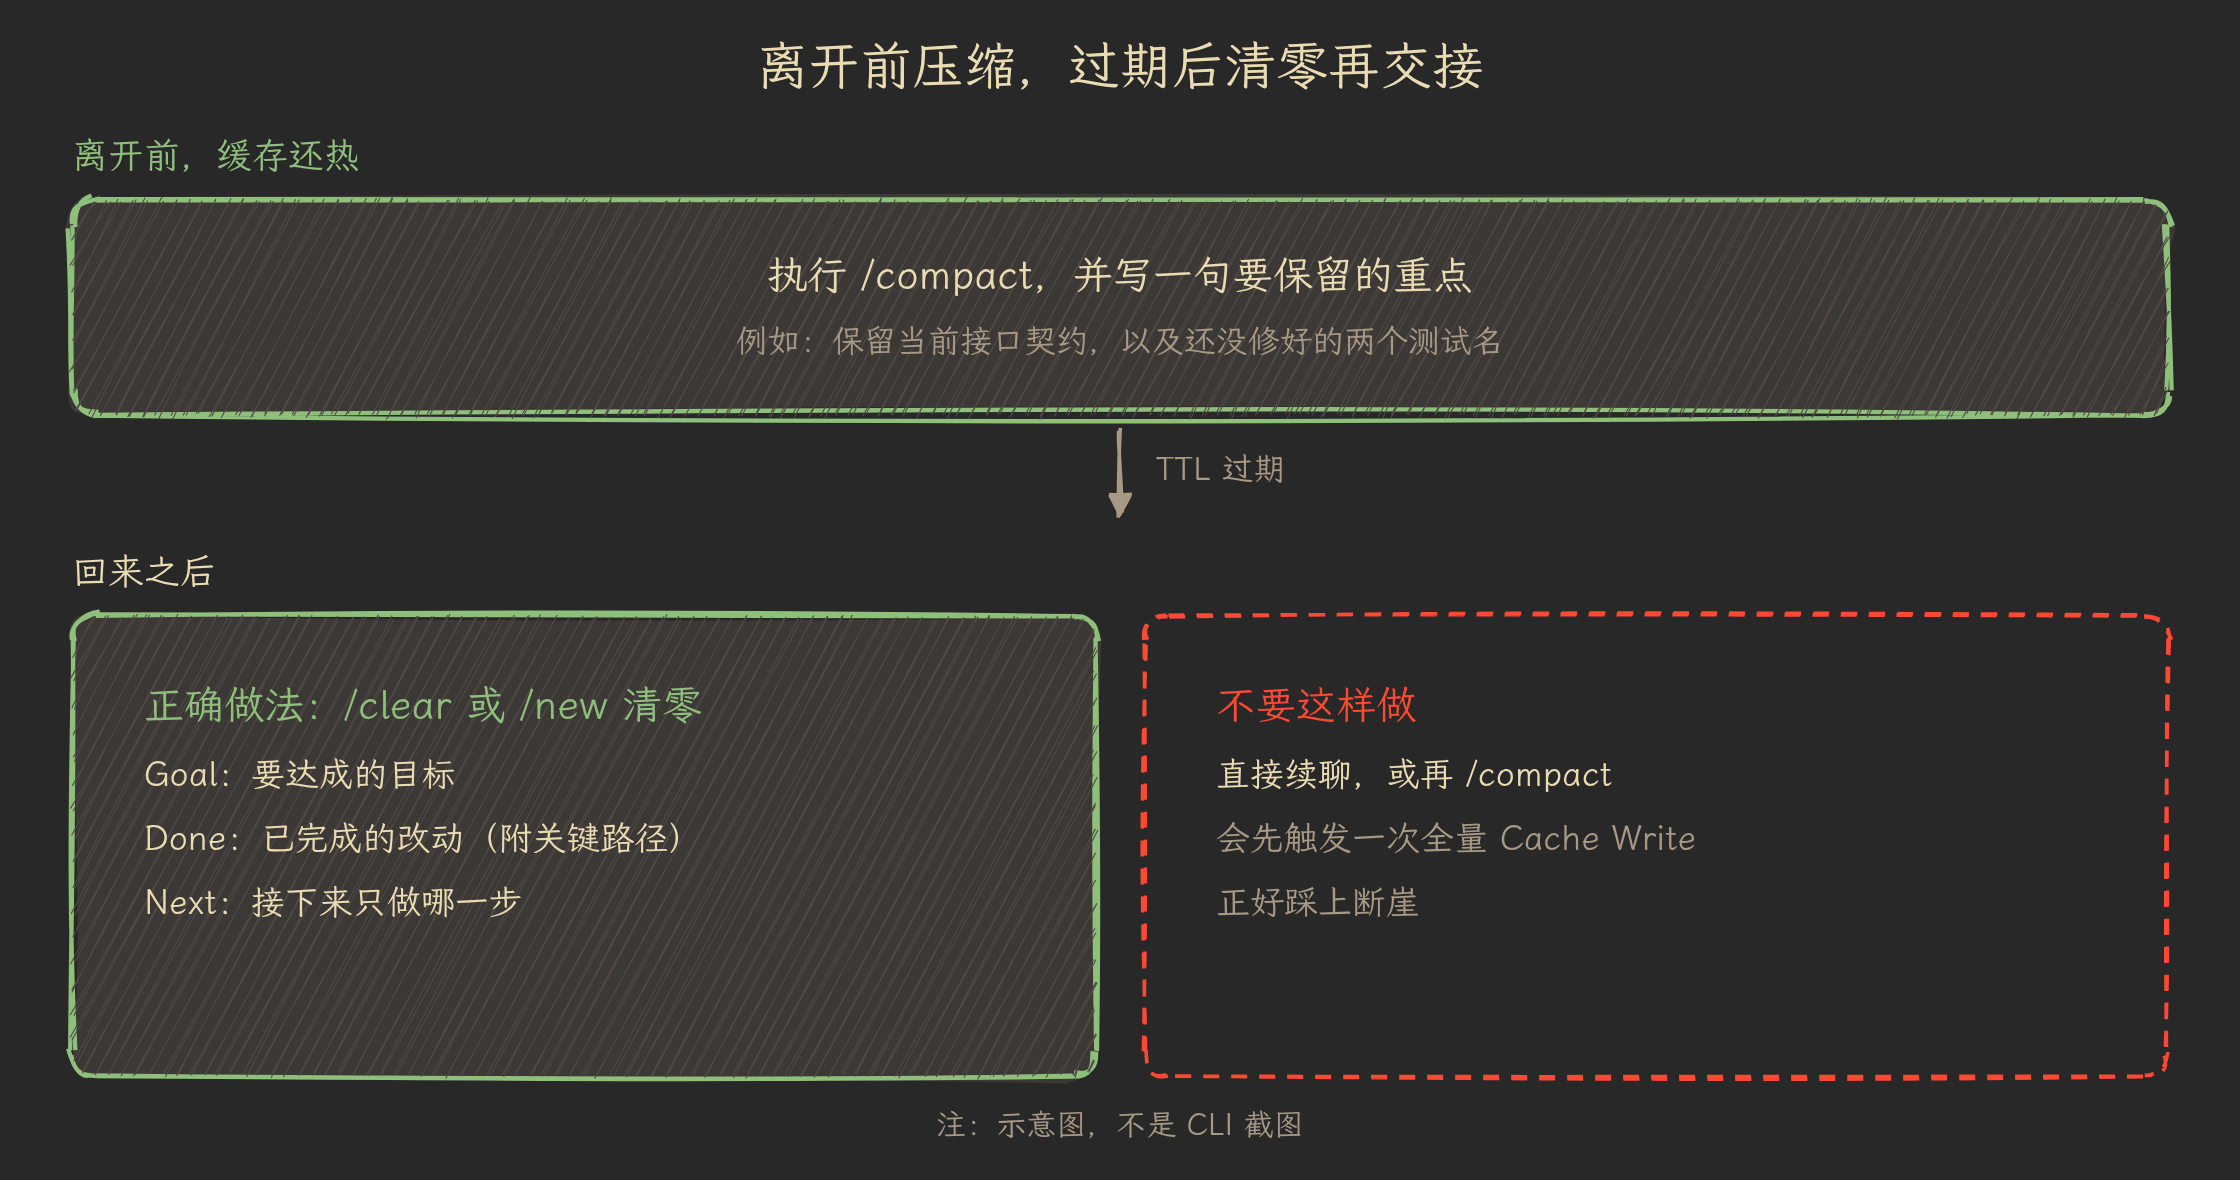 离开前压缩，过期后清零再交接
离开前，缓存还热
执行 /compact，并写一句要保留的重点
例如：保留当前接口契约，以及还没修好的两个测试名
TTL 过期
回来之后
正确做法：/clear 或 /new 清零
Goal：要达成的目标
Done：已完成的改动（附关键路径）
Next：接下来只做哪一步
不要这样做
直接续聊，或再 /compact
会先触发一次全量 Cache Write
正好踩上断崖
注：示意图，不是 CLI 截图